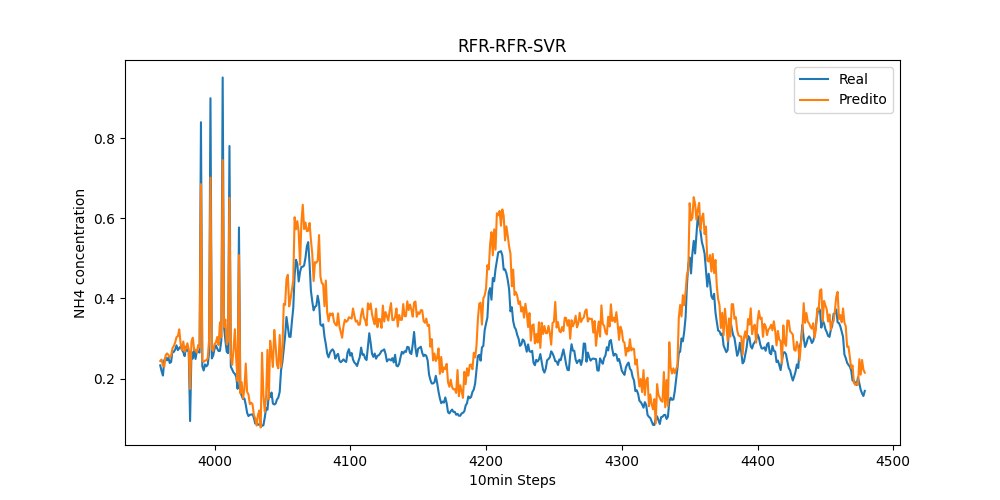 RFR-RFR-SVR
Real
Predito
NH4 concentration
0.8
0.6
0.4
0.2
4000 4100 4200 4300 4400 4500
10min Steps